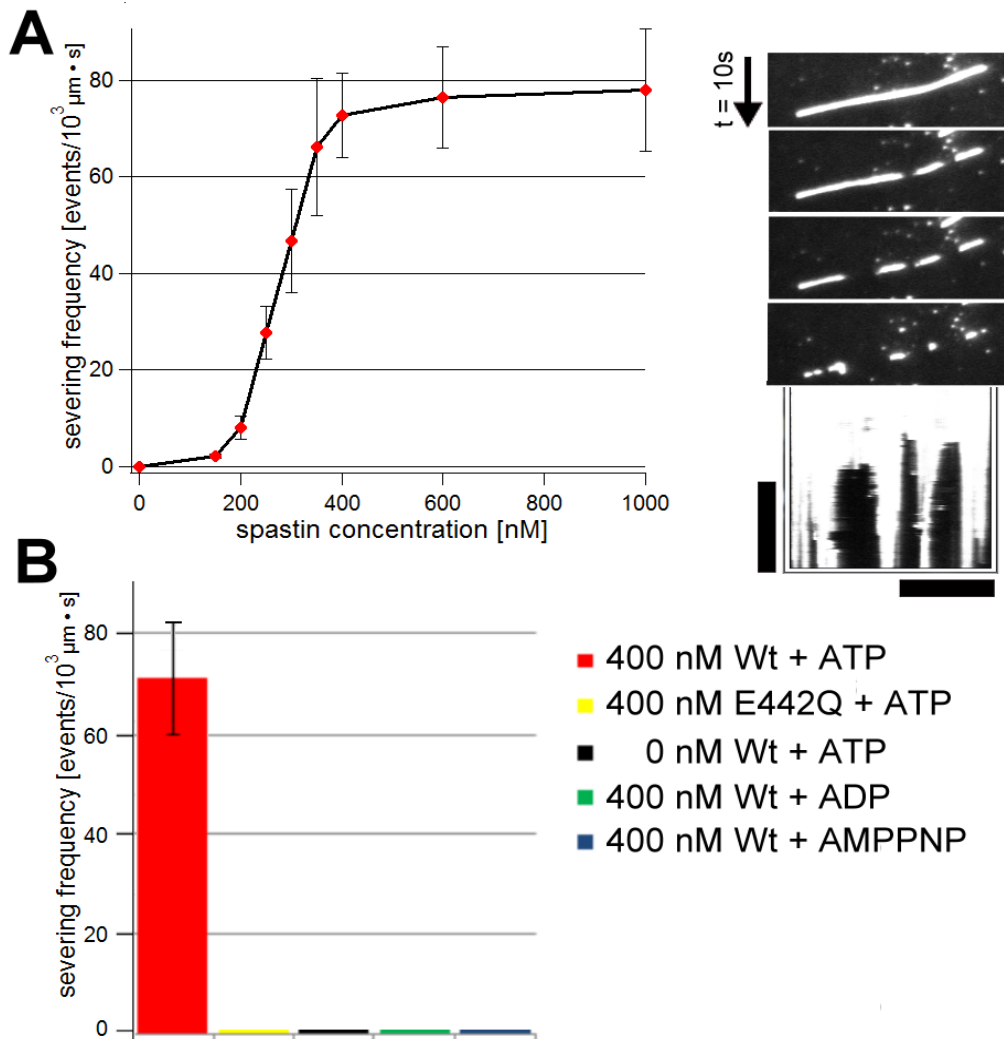 A
severing frequency [events/10³ µm • s]
80
60
40
20
0
0 200 400 600 800 1000
spastin concentration [nM]
t = 10s
B
severing frequency [events/10³ µm • s]
80
60
40
20
0
400 nM Wt + ATP
400 nM E442Q + ATP
0 nM Wt + ATP
400 nM Wt + ADP
400 nM Wt + AMPPNP